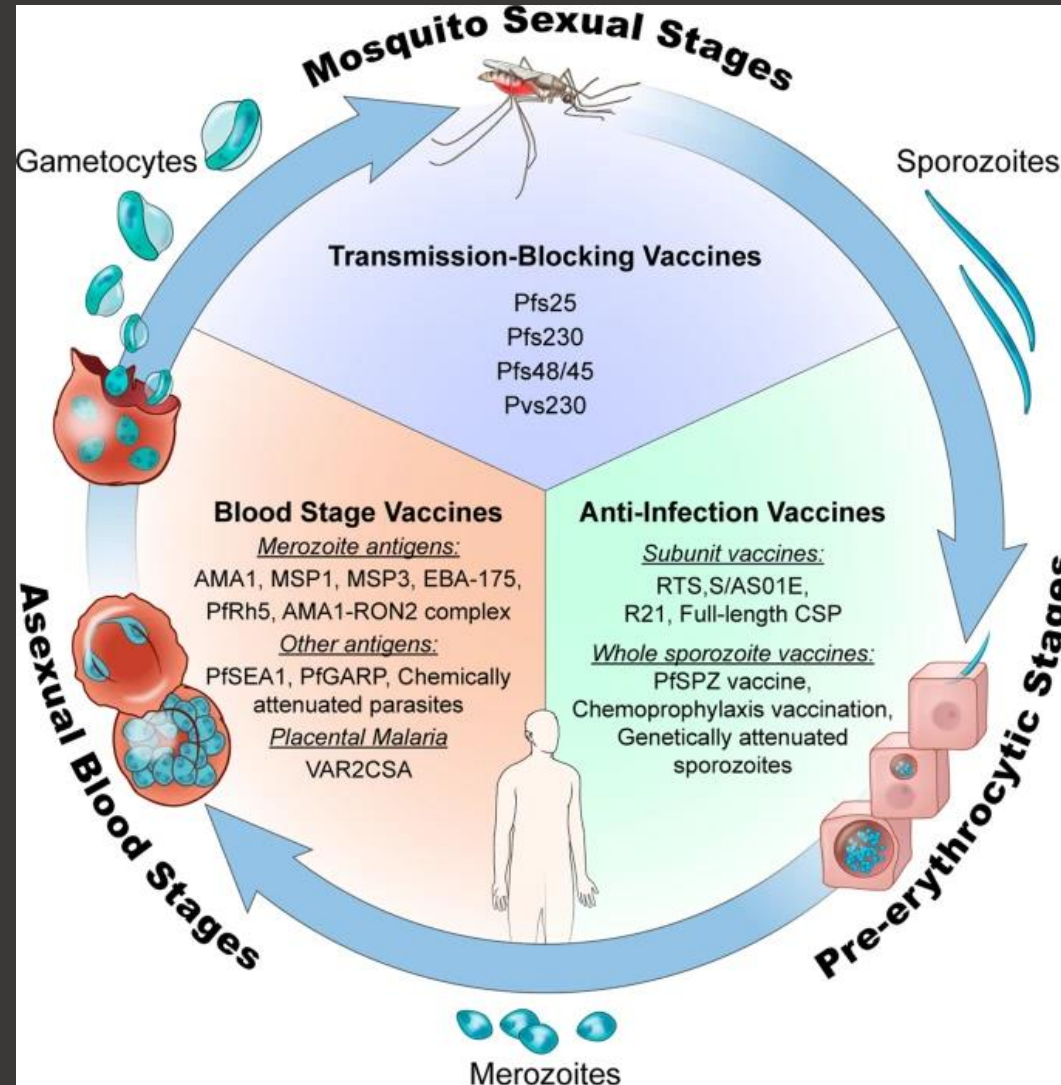 Mosquito Sexual Stages
Gametocytes
Sporozoites
Transmission-Blocking Vaccines
Pfs25
Pfs230
Pfs48/45
Pvs230
Blood Stage Vaccines
Merozoite antigens:
AMA1, MSP1, MSP3, EBA-175,
PfRh5, AMA1-RON2 complex
Other antigens:
PfSEA1, PfGARP, Chemically
attenuated parasites
Placental Malaria
VAR2CSA
Anti-Infection Vaccines
Subunit vaccines:
RTS,S/AS01E,
R21, Full-length CSP
Whole sporozoite vaccines:
PfSPZ vaccine,
Chemoprophylaxis vaccination,
Genetically attenuated
sporozoites
Asexual Blood Stages
Pre-erythrocytic Stages
Merozoites